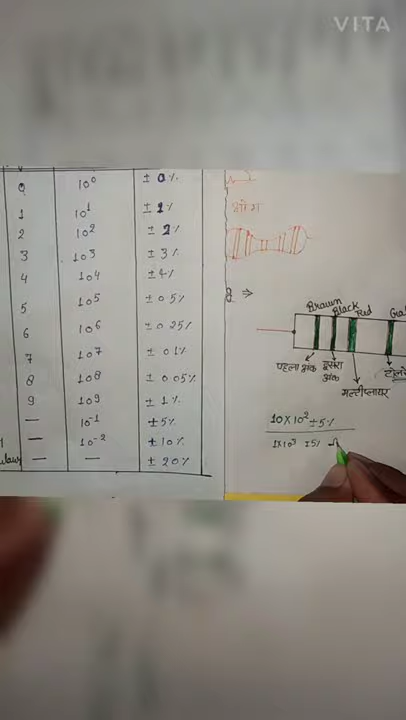 VITA
0 10⁰ ± 0%
1 10¹ ± 1%
2 10² ± 2%
3 10³ ± 3%
4 10⁴ ± 4%
5 10⁵ ± 0.5%
6 10⁶ ± 0.25%
7 10⁷ ± 0.1%
8 10⁸ ± 0.05%
9 10⁹ ± 1%
— 10⁻¹ ± 5%
— 10⁻² ± 10%
— — ± 20%
ओम
⇒
Brawn
Black
Red
पहला अंक
दूसरा
अंक
मल्टीप्लायर
10 × 10² ± 5%
1×10³ ±5%